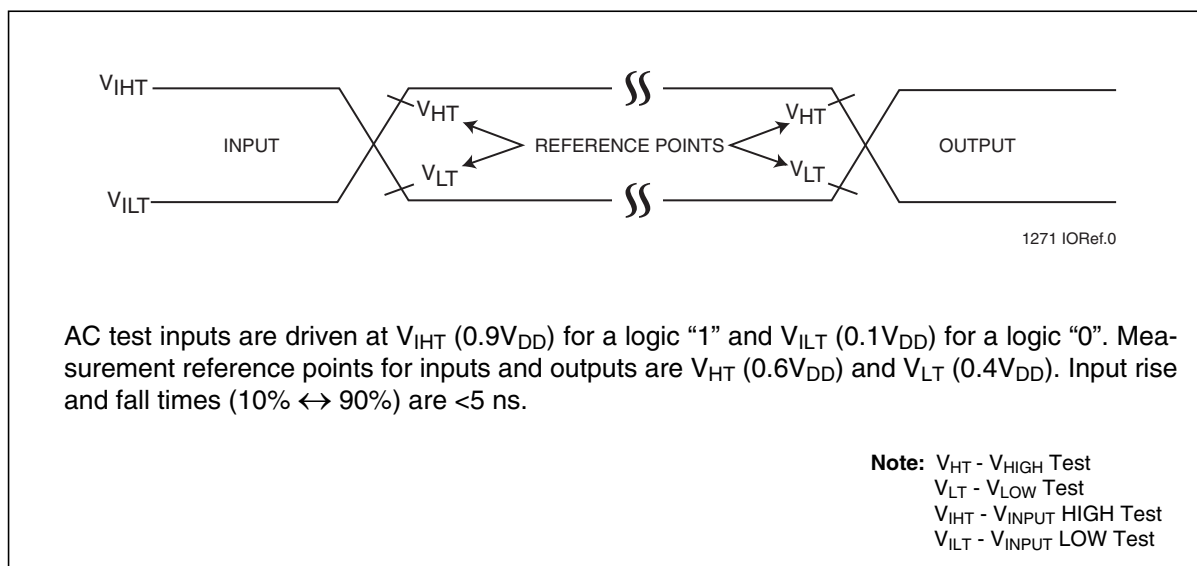 VIHT
VHT
VHT
INPUT
REFERENCE POINTS
OUTPUT
VLT
VLT
VILT
1271 IORef.0
AC test inputs are driven at VIHT (0.9VDD) for a logic “1” and VILT (0.1VDD) for a logic “0”. Mea-
surement reference points for inputs and outputs are VHT (0.6VDD) and VLT (0.4VDD). Input rise
and fall times (10% ↔ 90%) are <5 ns.
Note: VHT - VHIGH Test
VLT - VLOW Test
VIHT - VINPUT HIGH Test
VILT - VINPUT LOW Test